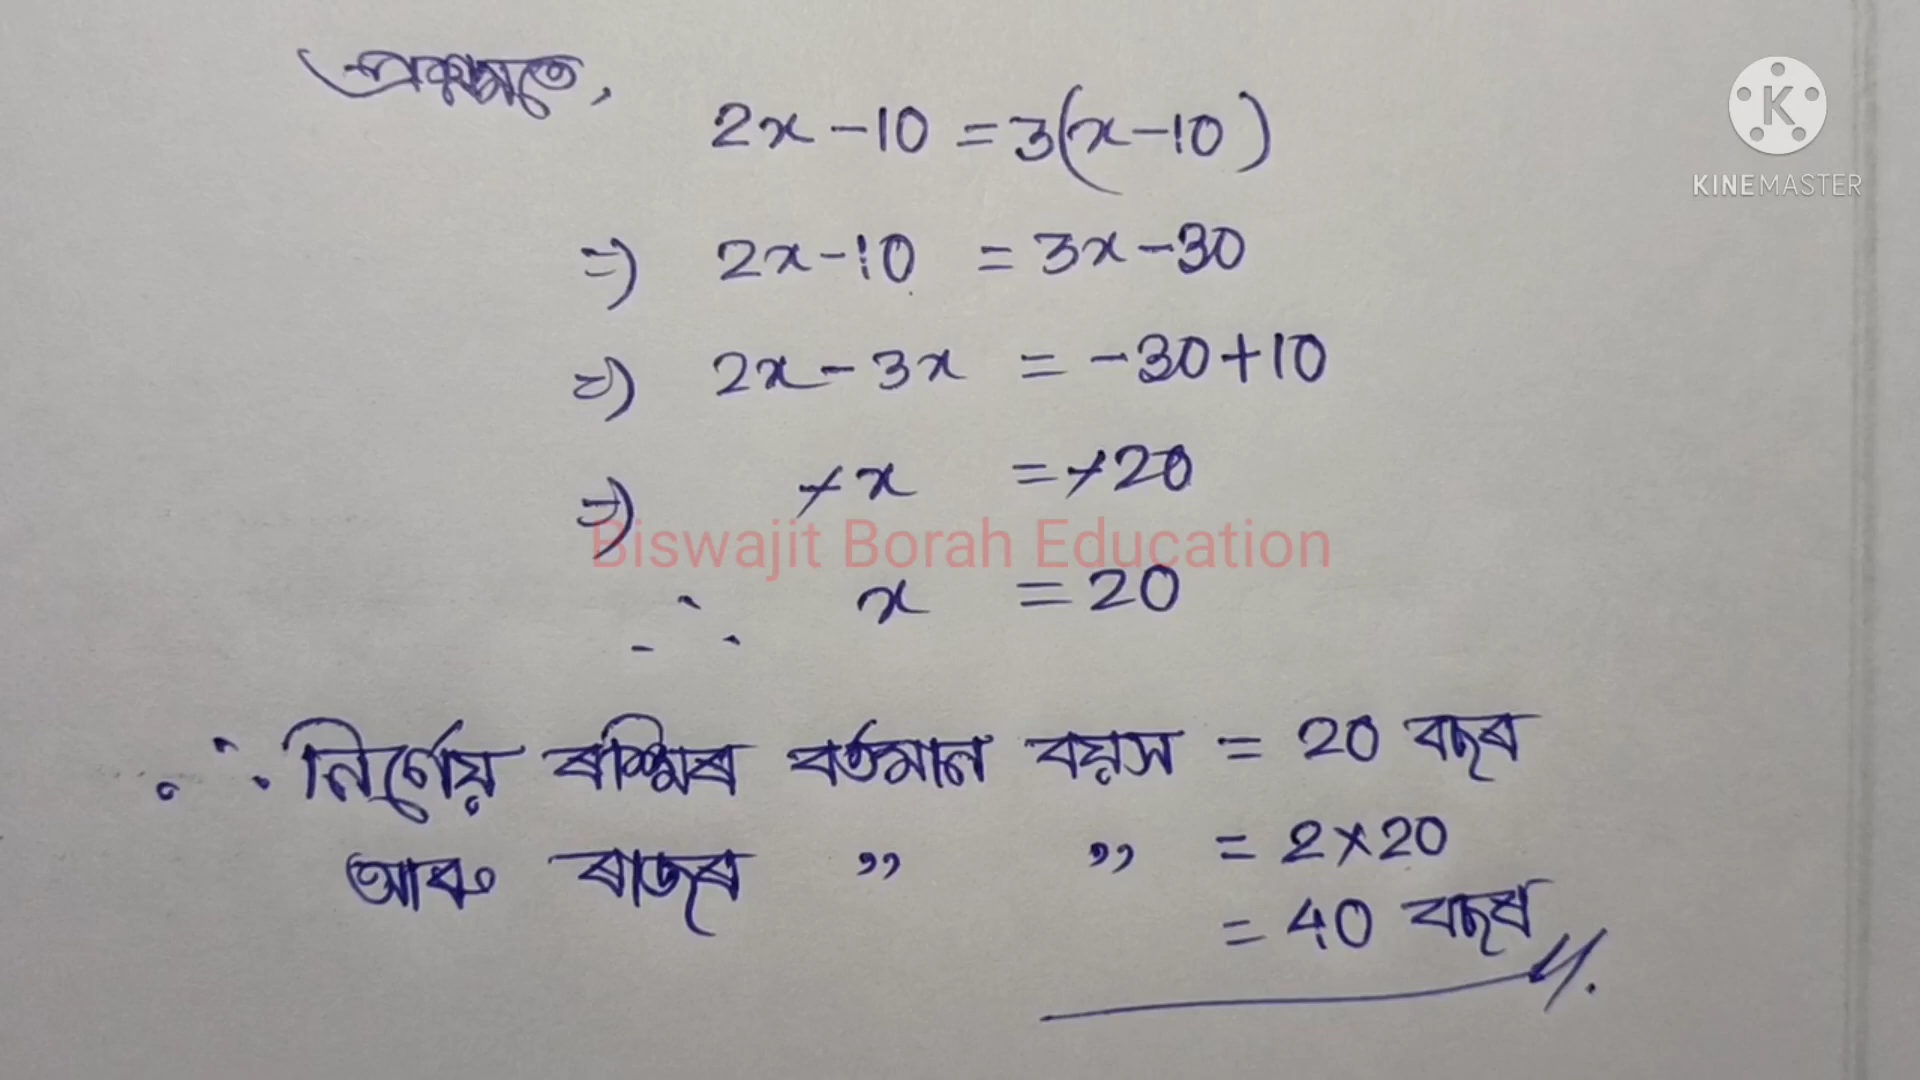 প্ৰশ্নমতে,
2x - 10 = 3(x - 10)
KINEMASTER
=> 2x - 10 = 3x - 30
=> 2x - 3x = -30 + 10
=> -x = -20
Biswajit Borah Education
∴ x = 20
∴ নিৰ্ণেয় ৰশ্মিৰ বৰ্তমান বয়স = 20 বছৰ
আৰু ৰাজৰ " " = 2 × 20
= 40 বছৰ